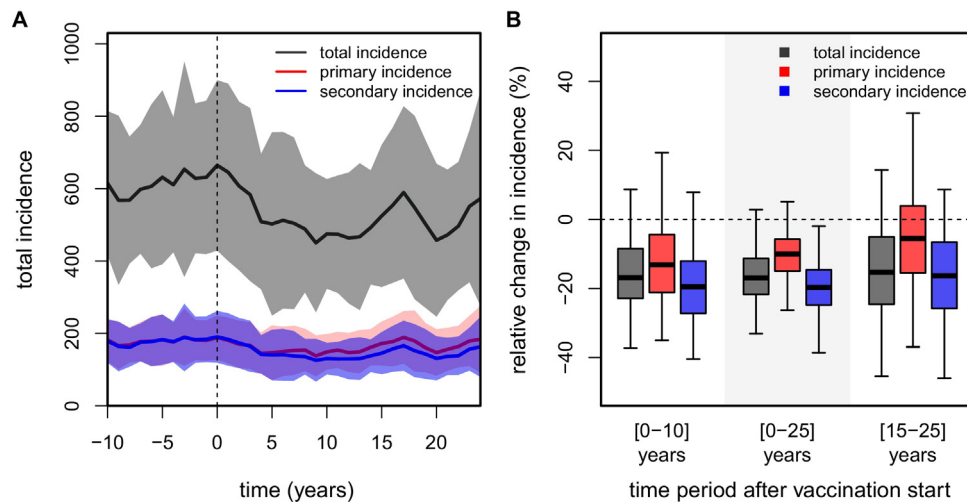 A
total incidence
primary incidence
secondary incidence
total incidence
0 200 400 600 800 1000
−10 −5 0 5 10 15 20
time (years)
B
total incidence
primary incidence
secondary incidence
relative change in incidence (%)
−40 −20 0 20 40
[0−10] [0−25] [15−25]
years years years
time period after vaccination start